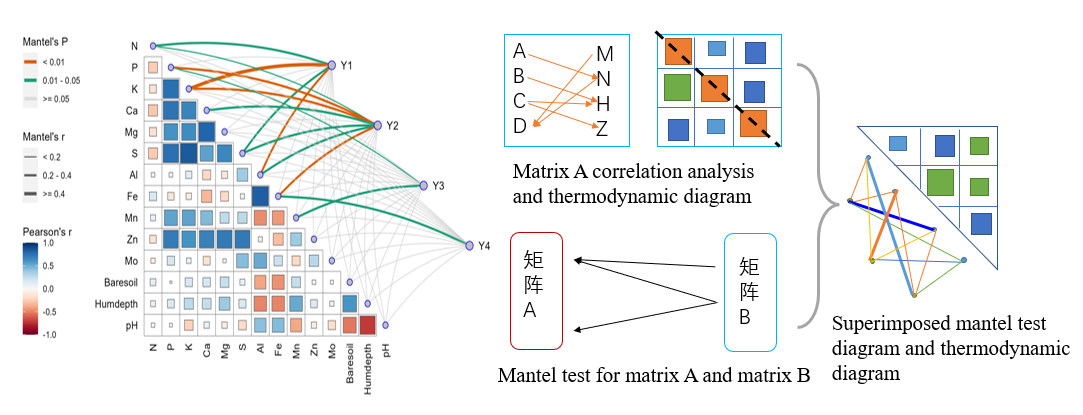 Mantel's P
< 0.01
0.01 - 0.05
>= 0.05
Mantel's r
< 0.2
0.2 - 0.4
>= 0.4
Pearson's r
1.0
0.5
0.0
-0.5
-1.0
N
P
K
Ca
Mg
S
Al
Fe
Mn
Zn
Mo
Baresoil
Humdepth
pH
N
P
K
Ca
Mg
S
Al
Fe
Mn
Zn
Mo
Baresoil
Humdepth
pH
Y1
Y2
Y3
Y4
A
B
C
D
M
N
H
Z
Matrix A correlation analysis
and thermodynamic diagram
矩
阵
A
矩
阵
B
Mantel test for matrix A and matrix B
Superimposed mantel test
diagram and thermodynamic
diagram